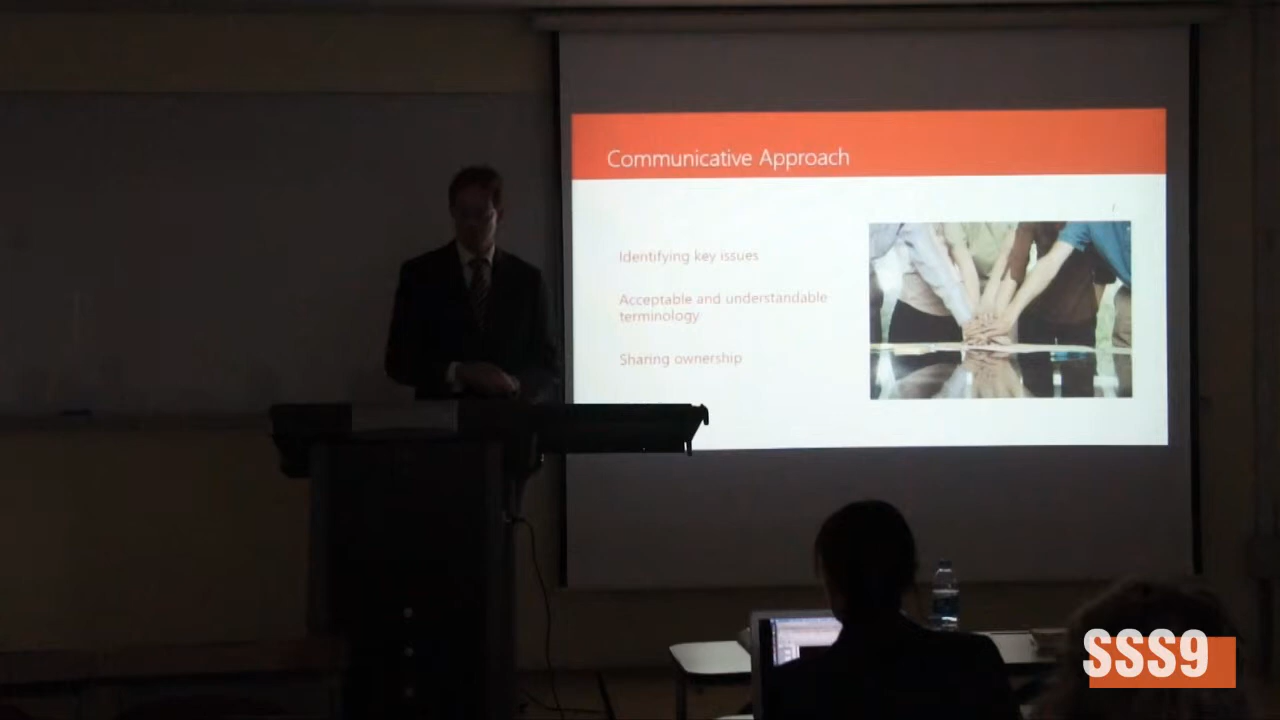 Communicative Approach
Identifying key issues
Acceptable and understandable
terminology
Sharing ownership
SSS9